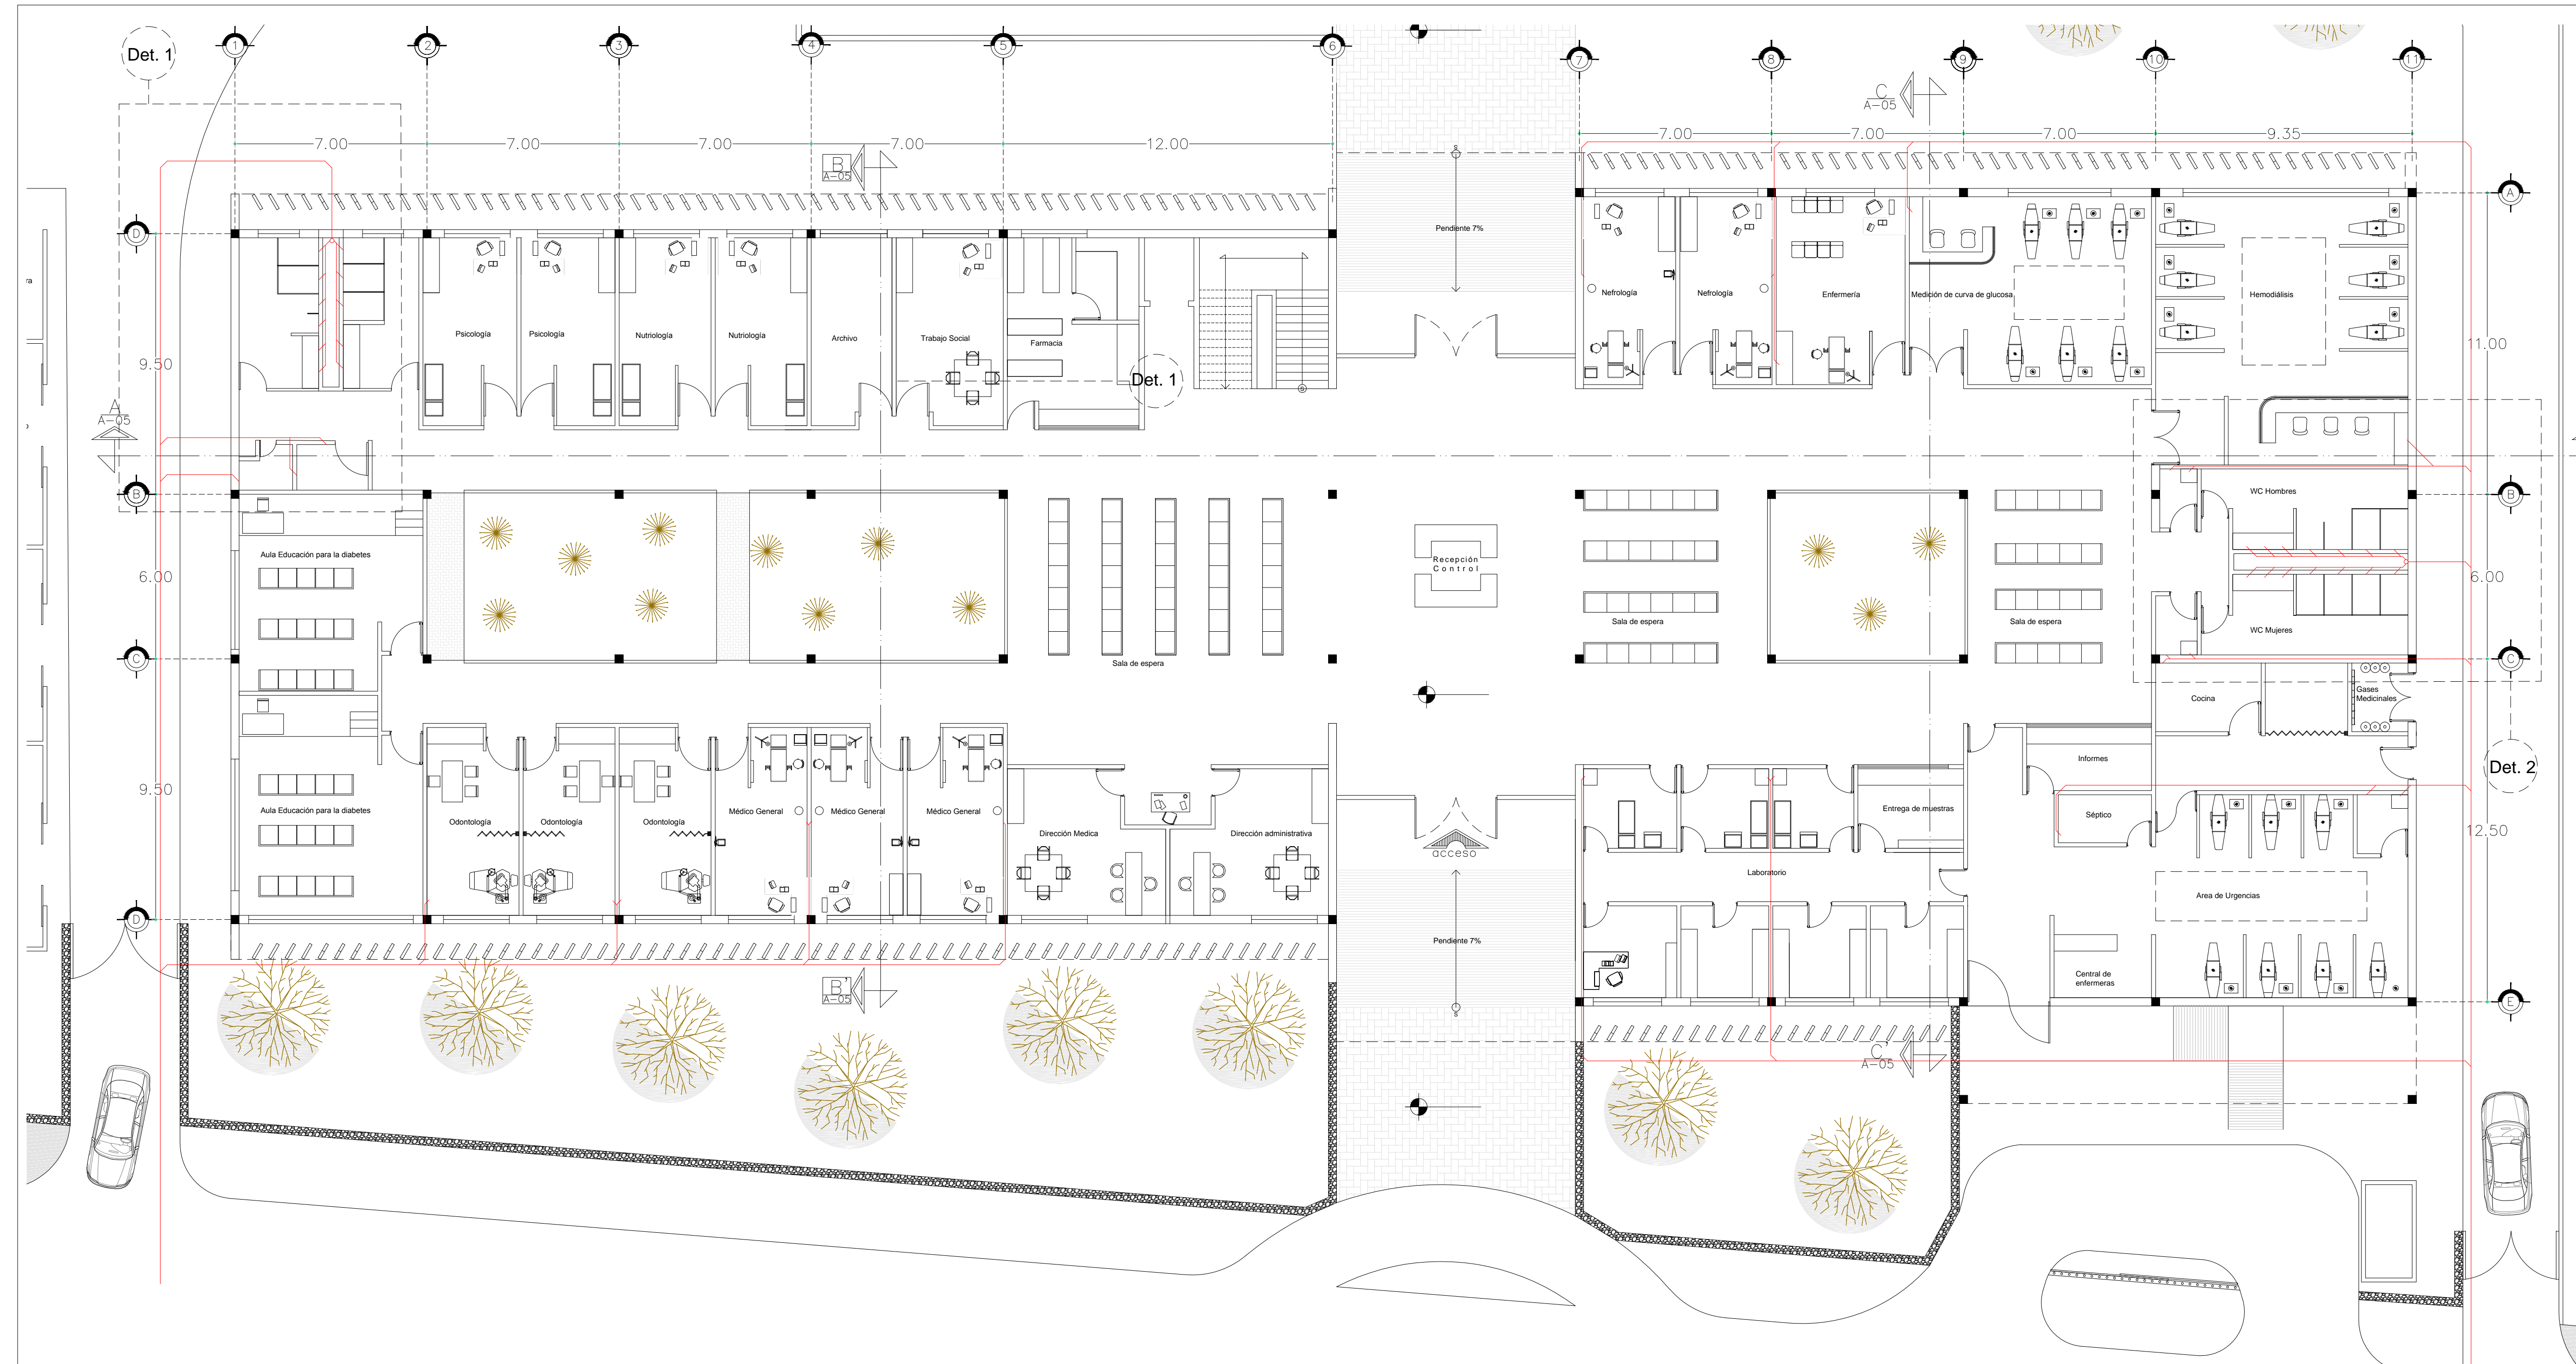 Det. 1
1
2
3
4
5
6
7
8
9
10
11
C
A-05
7.00
7.00
7.00
7.00
12.00
7.00
7.00
7.00
9.35
B
A-05
S
A
D
Pendiente 7%
ra
Nefrología
Nefrología
Enfermería
Medición de curva de glucosa
Hemodiálisis
Psicología
Psicología
Nutriología
Nutriología
Archivo
Trabajo Social
Farmacia
9.50
11.00
Det. 1
S
A
A-05
B
WC Hombres
B
Aula Educación para la diabetes
Recepción
Control
6.00
6.00
Sala de espera
Sala de espera
WC Mujeres
C
Sala de espera
C
Cocina
Gases
Medicinales
Informes
Det. 2
9.50
Aula Educación para la diabetes
Odontología
Odontología
Odontología
Médico General
Médico General
Médico General
Dirección Medica
Dirección administrativa
acceso
Entrega de muestras
Séptico
12.50
Laboratorio
Area de Urgencias
D
Pendiente 7%
Central de
enfermeras
B'
A-05
S
E
C'
A-05